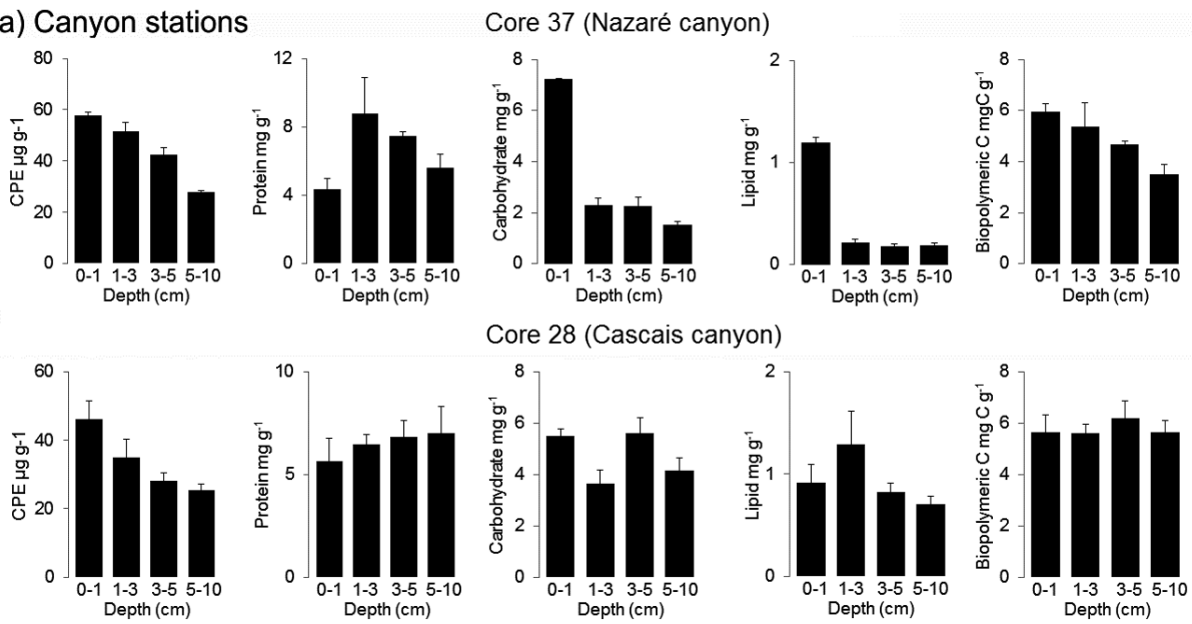 a) Canyon stations
Core 37 (Nazaré canyon)
CPE µg g-1
80
60
40
20
0
0-1 1-3 3-5 5-10
Depth (cm)
Protein mg g-1
12
8
4
0
0-1 1-3 3-5 5-10
Depth (cm)
Carbohydrate mg g-1
8
6
4
2
0
0-1 1-3 3-5 5-10
Depth (cm)
Lipid mg g-1
2
1
0
0-1 1-3 3-5 5-10
Depth (cm)
Biopolymeric C mgC g-1
8
6
4
2
0
0-1 1-3 3-5 5-10
Depth (cm)
Core 28 (Cascais canyon)
CPE µg g-1
60
40
20
0
0-1 1-3 3-5 5-10
Depth (cm)
Protein mg g-1
10
5
0
0-1 1-3 3-5 5-10
Depth (cm)
Carbohydrate mg g-1
8
6
4
2
0
0-1 1-3 3-5 5-10
Depth (cm)
Lipid mg g-1
2
1
0
0-1 1-3 3-5 5-10
Depth (cm)
Biopolymeric C mg C g-1
8
6
4
2
0
0-1 1-3 3-5 5-10
Depth (cm)